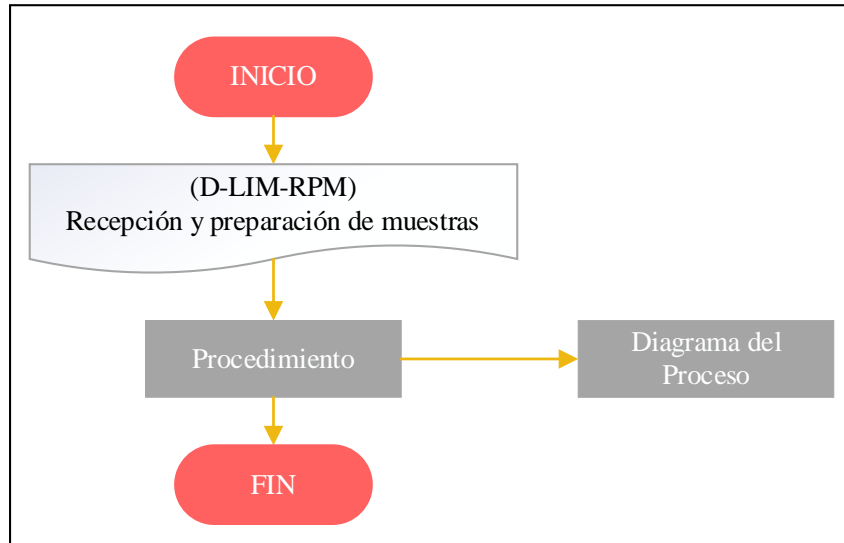 INICIO
(D-LIM-RPM)
Recepción y preparación de muestras
Procedimiento
Diagrama del
Proceso
FIN